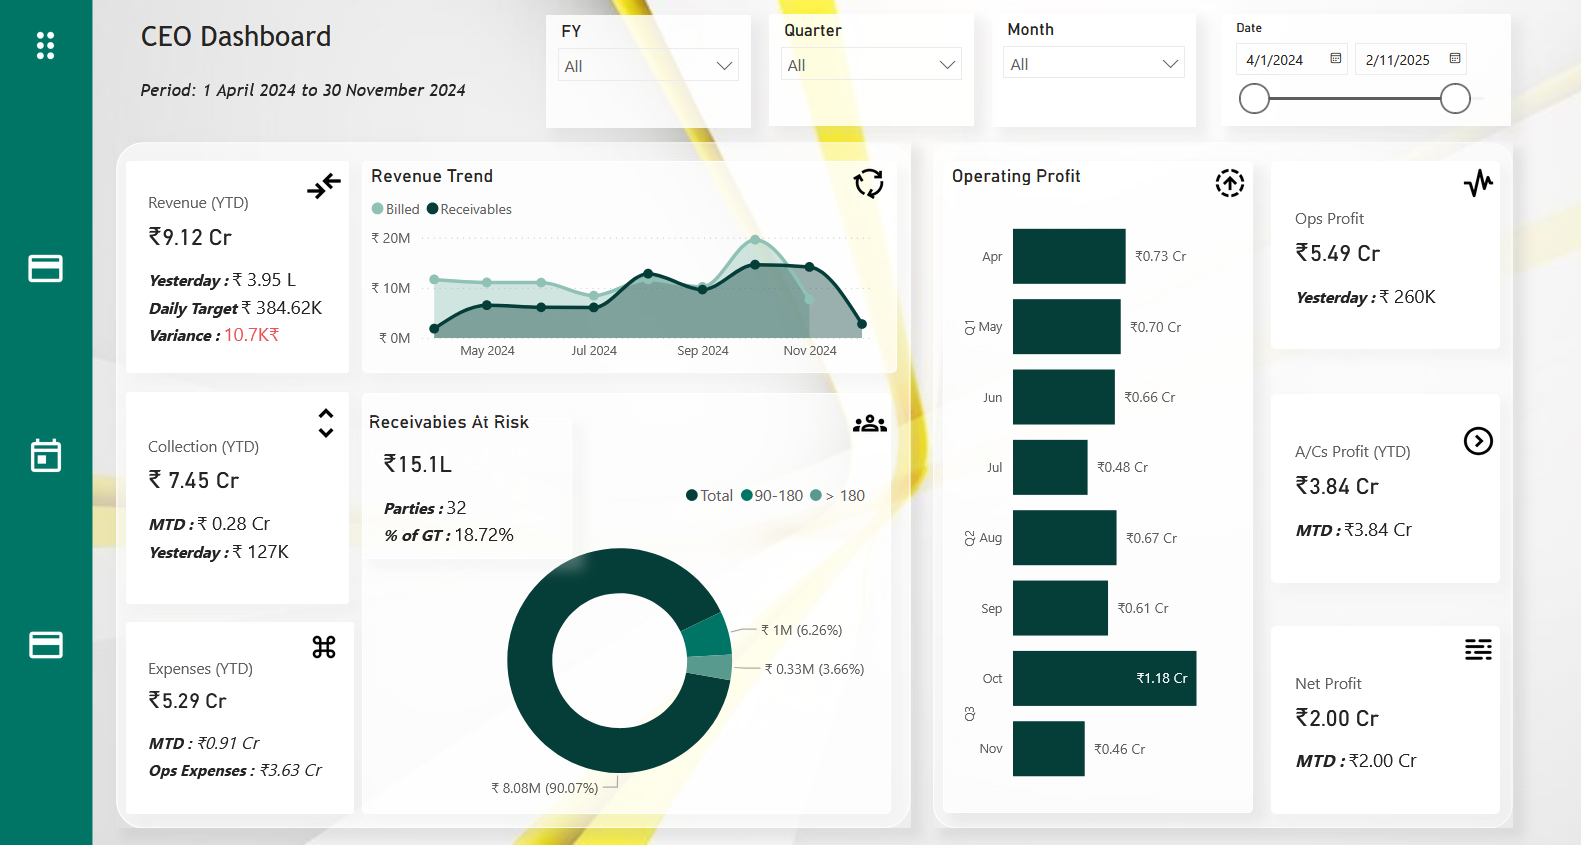 CEO Dashboard
Period: 1 April 2024 to 30 November 2024
FY
All
Quarter
All
Month
All
Date
4/1/2024
2/11/2025
Revenue (YTD)
₹9.12 Cr
Yesterday : ₹ 3.95 L
Daily Target ₹ 384.62K
Variance : 10.7K₹
Revenue Trend
Billed Receivables
₹ 20M
₹ 10M
₹ 0M
May 2024 Jul 2024 Sep 2024 Nov 2024
Collection (YTD)
₹ 7.45 Cr
MTD : ₹ 0.28 Cr
Yesterday : ₹ 127K
Expenses (YTD)
₹5.29 Cr
MTD : ₹0.91 Cr
Ops Expenses : ₹3.63 Cr
Receivables At Risk
₹15.1L
Parties : 32
% of GT : 18.72%
Total 90-180 > 180
₹ 1M (6.26%)
₹ 0.33M (3.66%)
₹ 8.08M (90.07%)
Operating Profit
Q1
Apr ₹0.73 Cr
May ₹0.70 Cr
Jun ₹0.66 Cr
Q2
Jul ₹0.48 Cr
Aug ₹0.67 Cr
Sep ₹0.61 Cr
Q3
Oct ₹1.18 Cr
Nov ₹0.46 Cr
Ops Profit
₹5.49 Cr
Yesterday : ₹ 260K
A/Cs Profit (YTD)
₹3.84 Cr
MTD : ₹3.84 Cr
Net Profit
₹2.00 Cr
MTD : ₹2.00 Cr